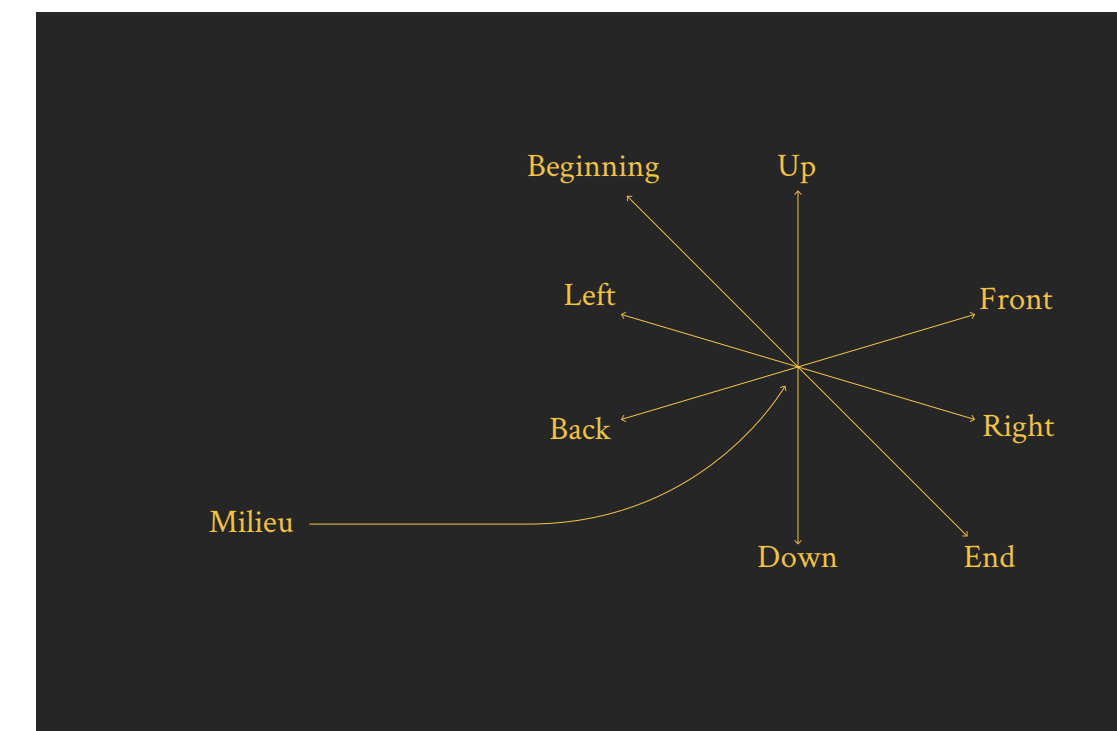 Beginning
Up
Left
Front
Back
Right
Milieu
Down
End